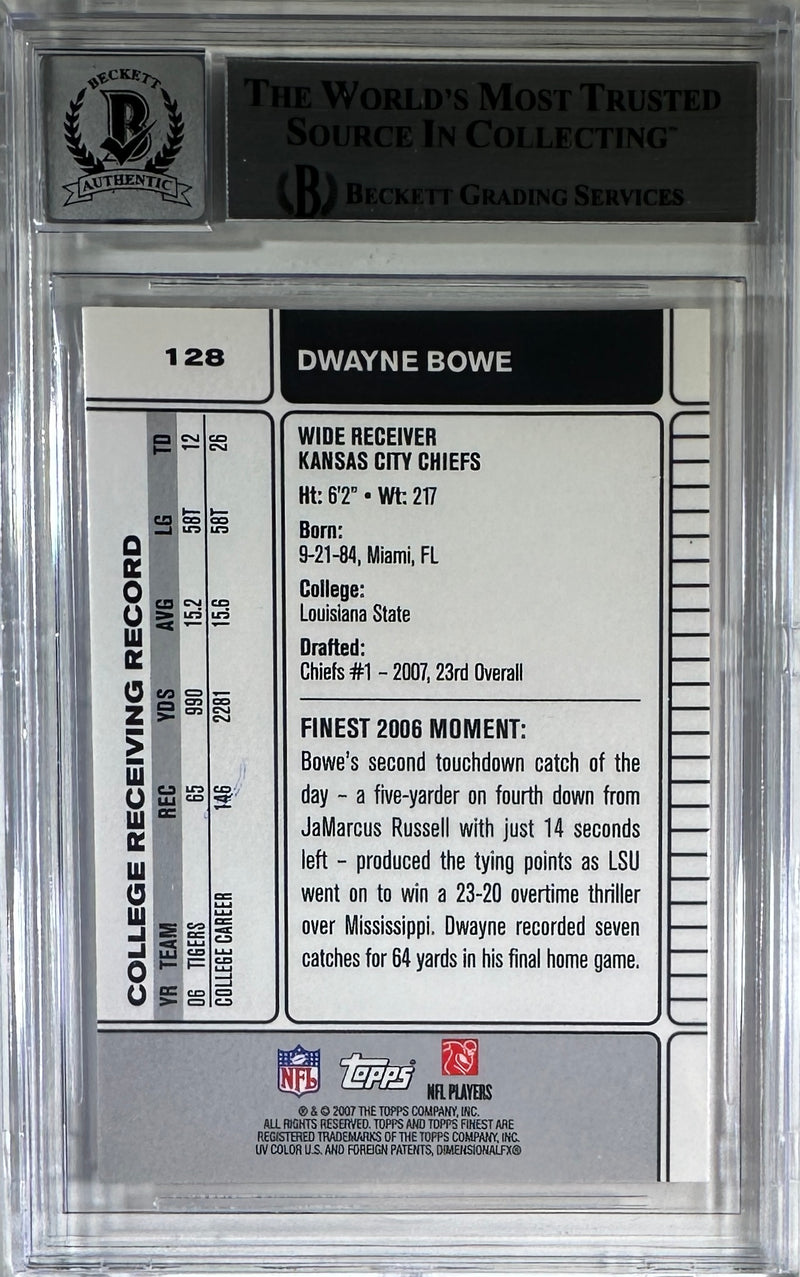 BECKETT
B
AUTHENTIC
THE WORLD'S MOST TRUSTED
SOURCE IN COLLECTING™
B BECKETT GRADING SERVICES
128
DWAYNE BOWE
COLLEGE RECEIVING RECORD
YR TEAM REC YDS AVG LG TD
06 TIGERS 65 990 15.2 58T 12
COLLEGE CAREER 146 2281 15.6 58T 26
WIDE RECEIVER
KANSAS CITY CHIEFS
Ht: 6'2" • Wt: 217
Born:
9-21-84, Miami, FL
College:
Louisiana State
Drafted:
Chiefs #1 – 2007, 23rd Overall
FINEST 2006 MOMENT:
Bowe's second touchdown catch of the
day – a five-yarder on fourth down from
JaMarcus Russell with just 14 seconds
left – produced the tying points as LSU
went on to win a 23-20 overtime thriller
over Mississippi. Dwayne recorded seven
catches for 64 yards in his final home game.
NFL
Topps®
NFL PLAYERS
® & © 2007 THE TOPPS COMPANY, INC.
ALL RIGHTS RESERVED. TOPPS AND TOPPS FINEST ARE
REGISTERED TRADEMARKS OF THE TOPPS COMPANY, INC.
UV COLOR U.S. AND FOREIGN PATENTS, DIMENSIONALFX®